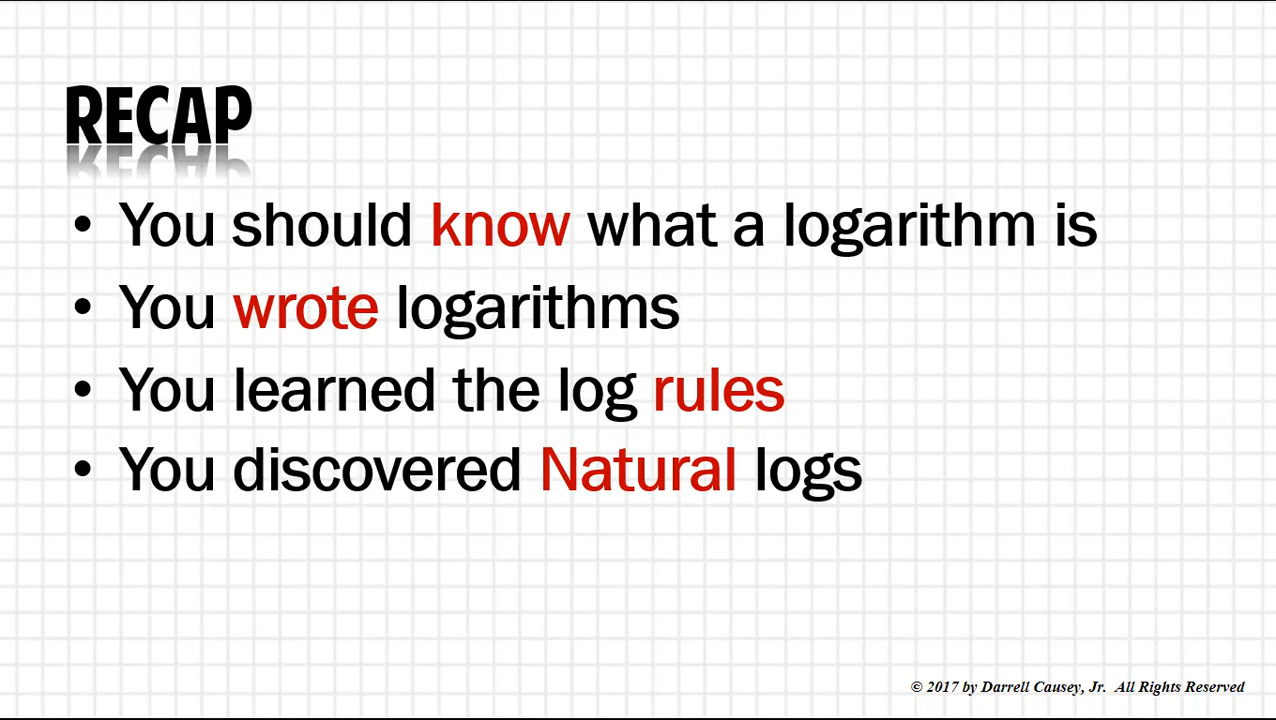 RECAP
• You should know what a logarithm is
• You wrote logarithms
• You learned the log rules
• You discovered Natural logs
© 2017 by Darrell Causey, Jr. All Rights Reserved